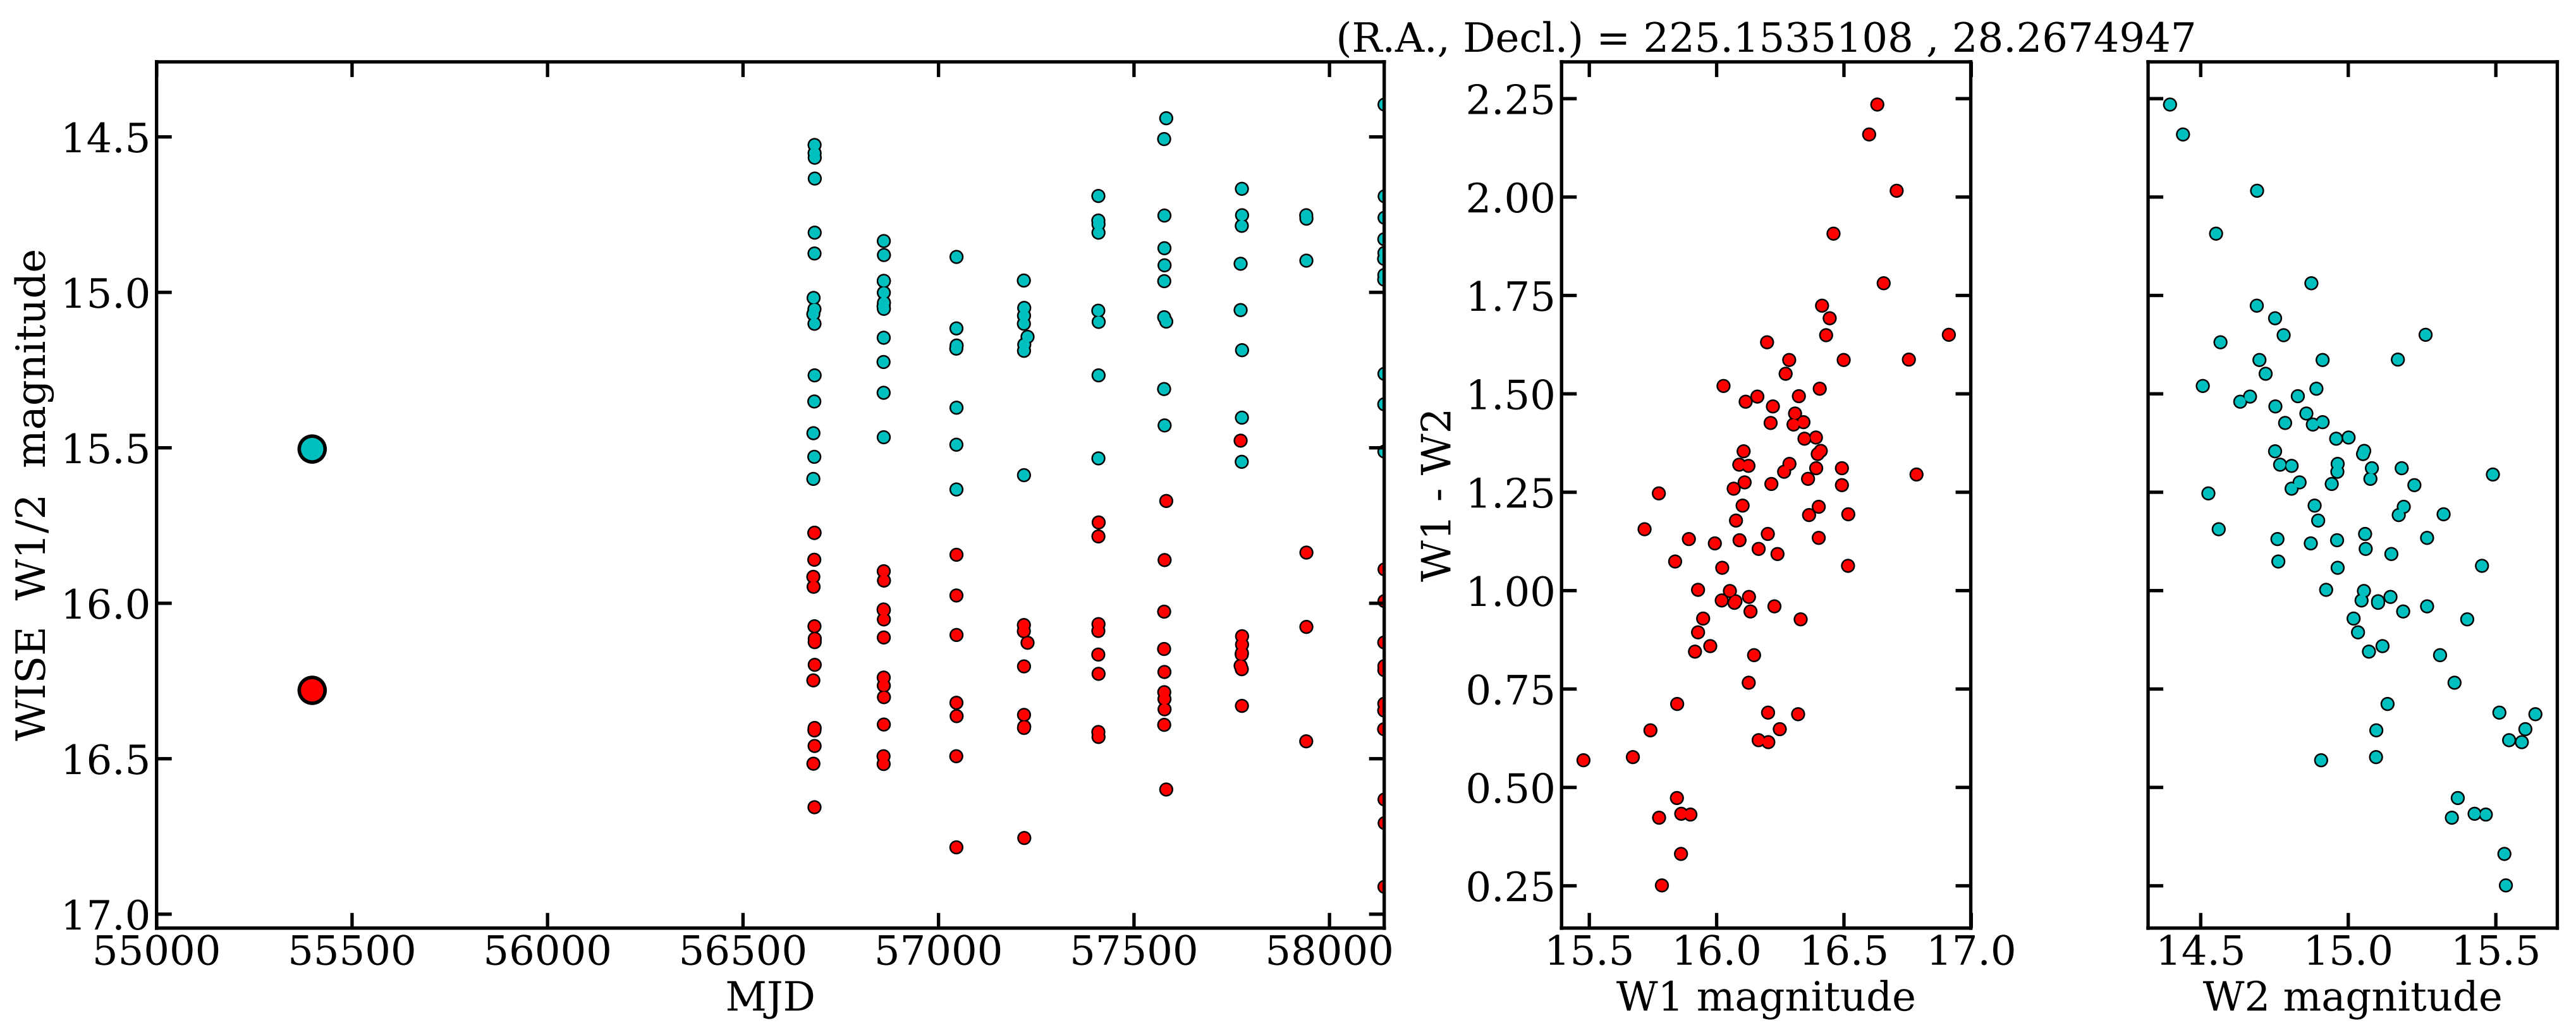 (R.A., Decl.) = 225.1535108 , 28.2674947
WISE W1/2 magnitude
14.5
15.0
15.5
16.0
16.5
17.0
55000 55500 56000 56500 57000 57500 58000
MJD
W1 - W2
2.25
2.00
1.75
1.50
1.25
1.00
0.75
0.50
0.25
15.5 16.0 16.5 17.0
W1 magnitude
14.5 15.0 15.5
W2 magnitude